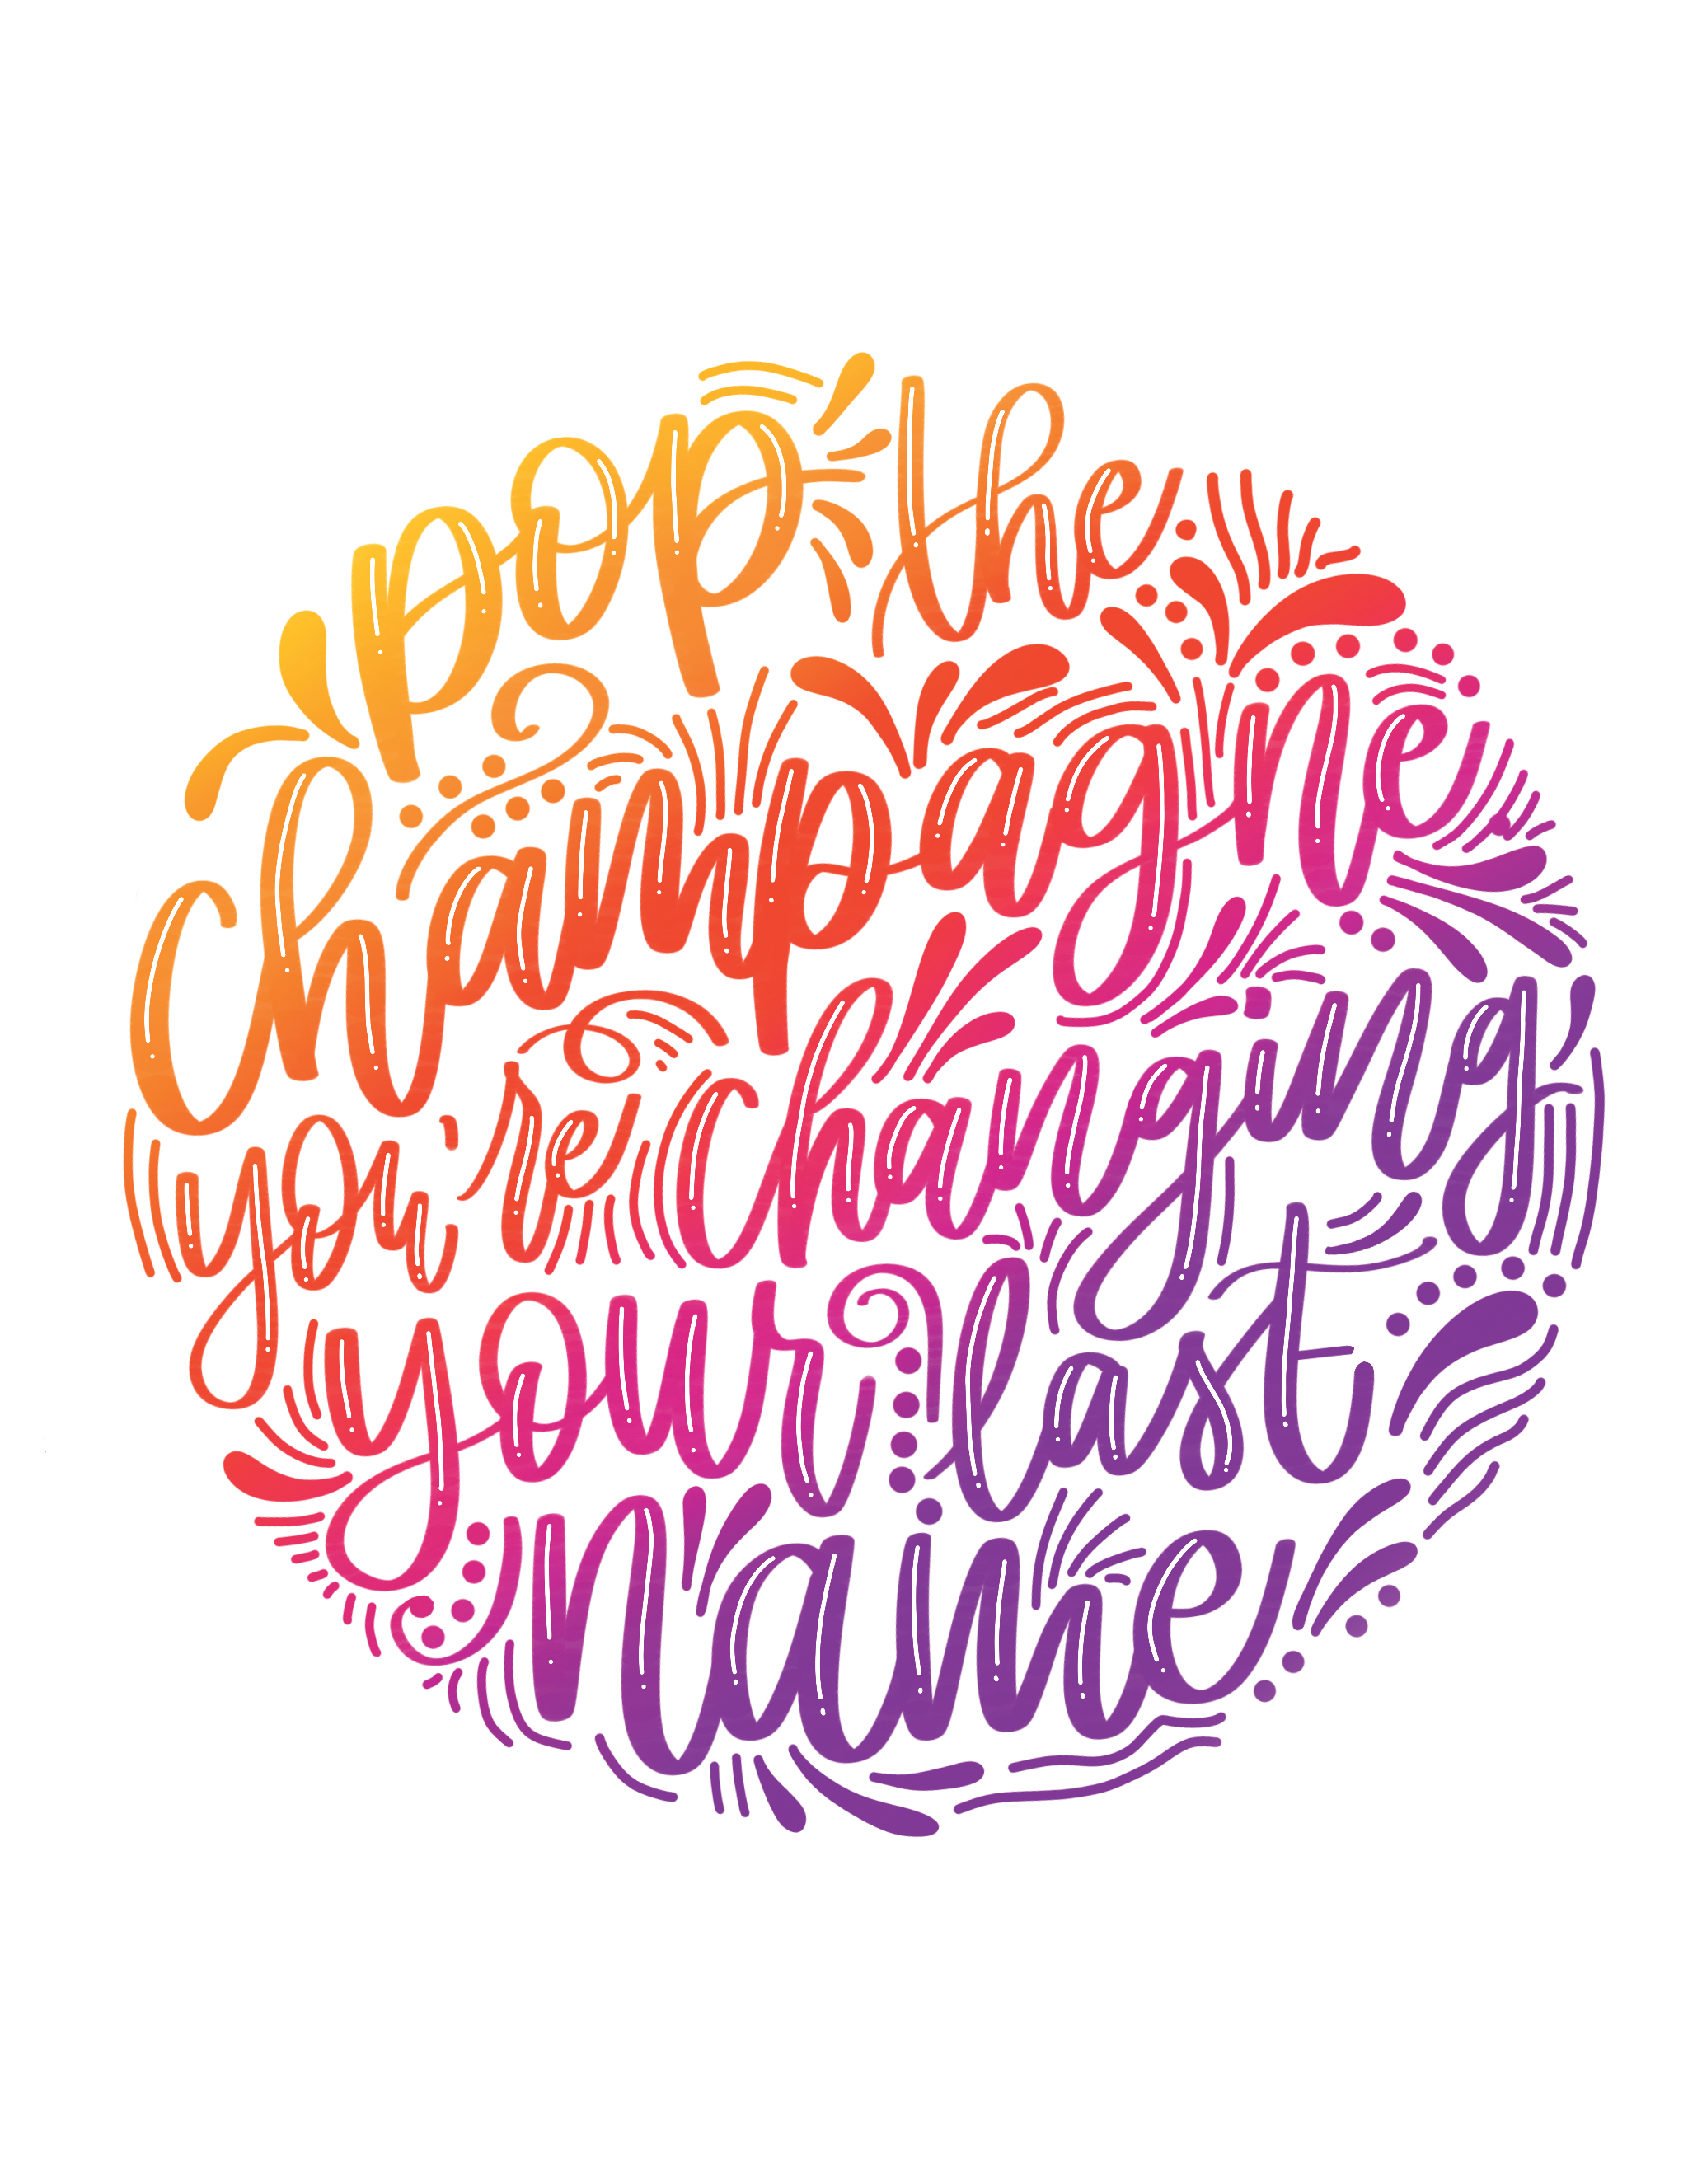 pop the
champagne
you're changing
your last
name